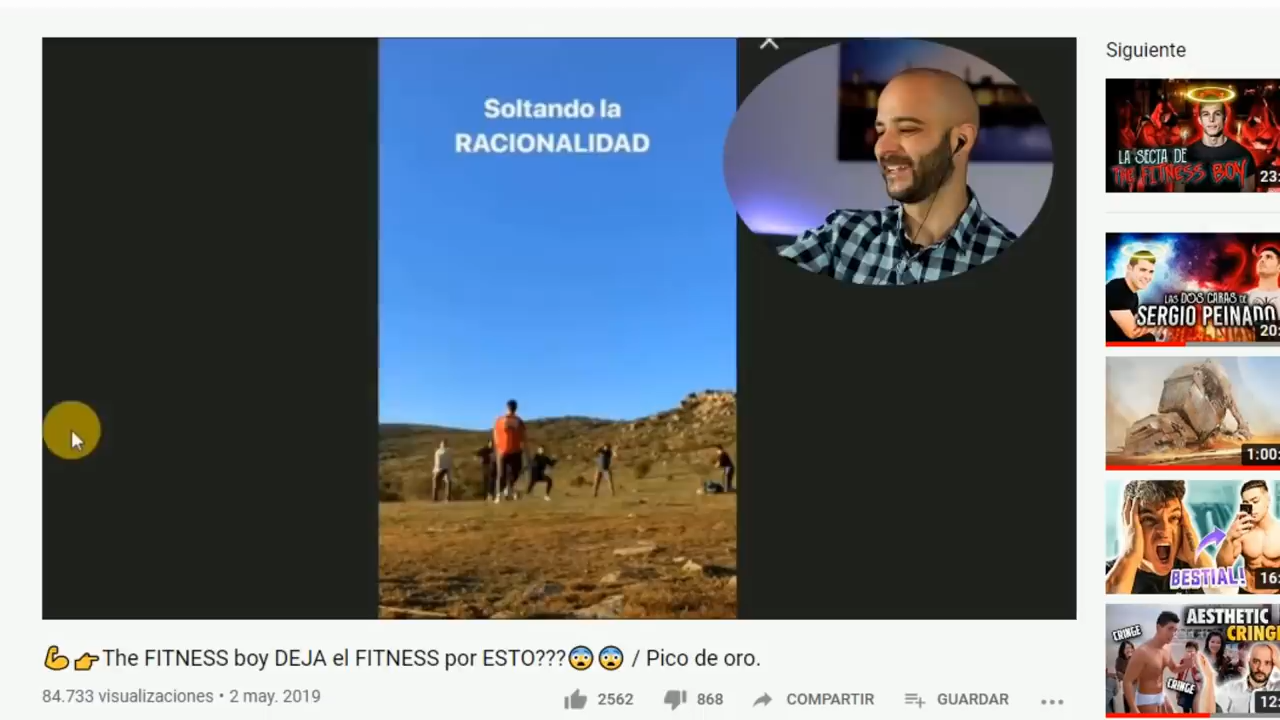 Soltando la
RACIONALIDAD
💪👉The FITNESS boy DEJA el FITNESS por ESTO???😨😨 / Pico de oro.
84.733 visualizaciones • 2 may. 2019
2562
868
COMPARTIR
GUARDAR
Siguiente
LA SECTA DE
THE FITNESS BOY
23:
LAS DOS CARAS DE
SERGIO PEINADO
20:
1:00:
BESTIAL!
16:
AESTHETIC
CRINGE
CRINGE
CRINGE
12: